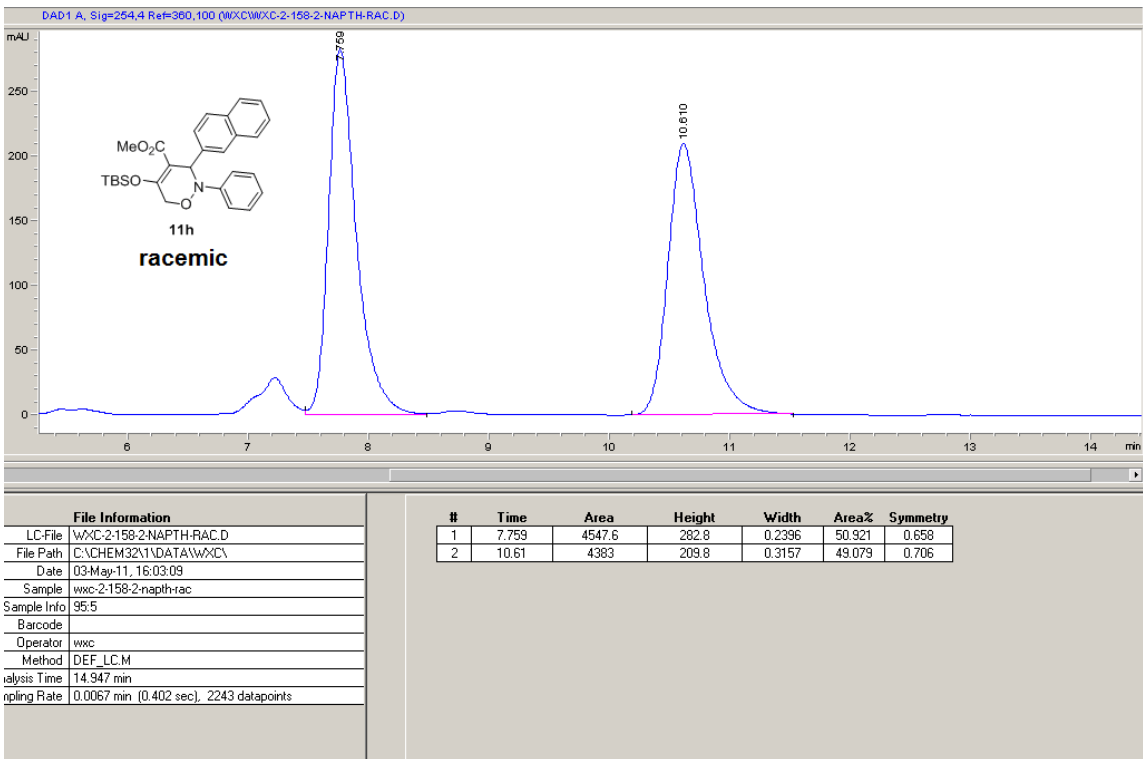 DAD1 A, Sig=254,4 Ref=360,100 (WXC\WXC-2-158-2-NAPTH-RAC.D)
mAU
7.759
10.610
250
200
150
100
50
0
MeO2C
TBSO
N
O
11h
racemic
6 7 8 9 10 11 12 13 14 min
File Information
LC-File WXC-2-158-2-NAPTH-RAC.D
File Path C:\CHEM32\1\DATA\WXC\
Date 03-May-11, 16:03:09
Sample wxc-2-158-2-napth-rac
Sample Info 95:5
Barcode
Operator wxc
Method DEF_LC.M
nalysis Time 14.947 min
mpling Rate 0.0067 min (0.402 sec), 2243 datapoints
# Time Area Height Width Area% Symmetry
1 7.759 4547.6 282.8 0.2396 50.921 0.658
2 10.61 4383 209.8 0.3157 49.079 0.706